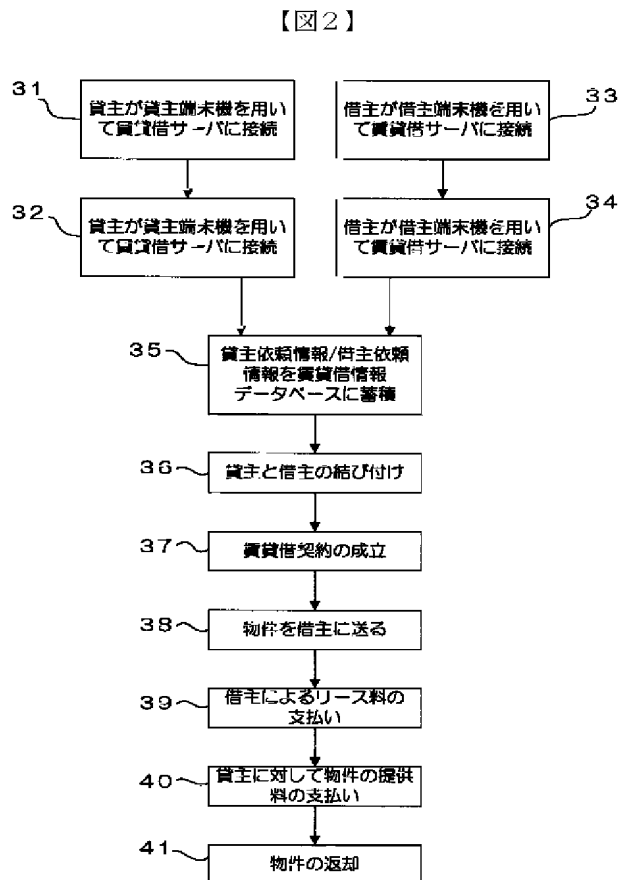 【図2】
31
貸主が貸主端末機を用い
て賃貸借サーバに接続
33
借主が借主端末機を用い
て賃貸借サーバに接続
32
貸主が貸主端末機を用い
て賃貸借サーバに接続
34
借主が借主端末機を用い
て賃貸借サーバに接続
35
貸主依頼情報/借主依頼
情報を賃貸借情報
データベースに蓄積
36
貸主と借主の結び付け
37
賃貸借契約の成立
38
物件を借主に送る
39
借主によるリース料の
支払い
40
貸主に対して物件の提供
料の支払い
41
物件の返却